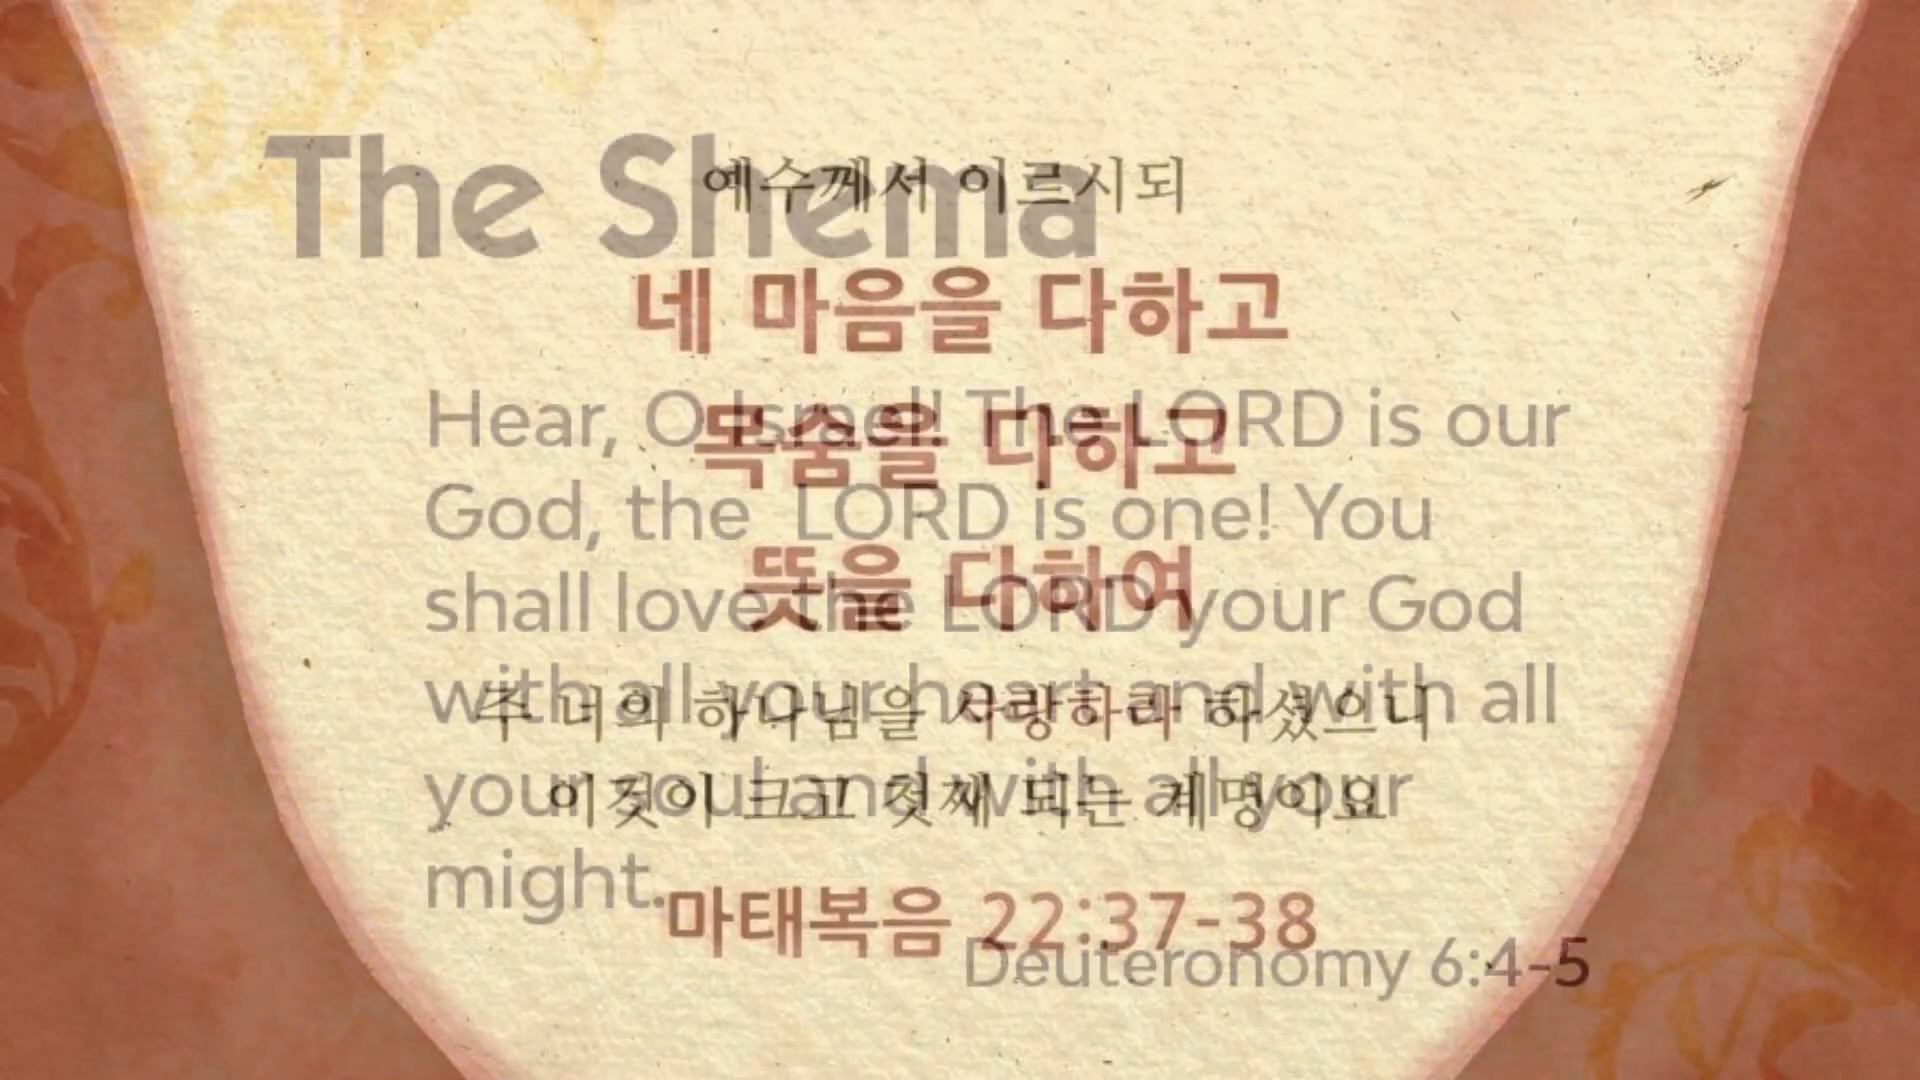 The Shema
예수께서 이르시되
네 마음을 다하고
Hear, O Israel! The LORD is our
목숨을 다하고
God, the LORD is one! You
뜻을 다하여
shall love the LORD your God
with all your heart and with all
주 너의 하나님을 사랑하라 하셨으니
your soul and with all your
이것이 크고 첫째 되는 계명이요
might.
마태복음 22:37-38
Deuteronomy 6:4-5